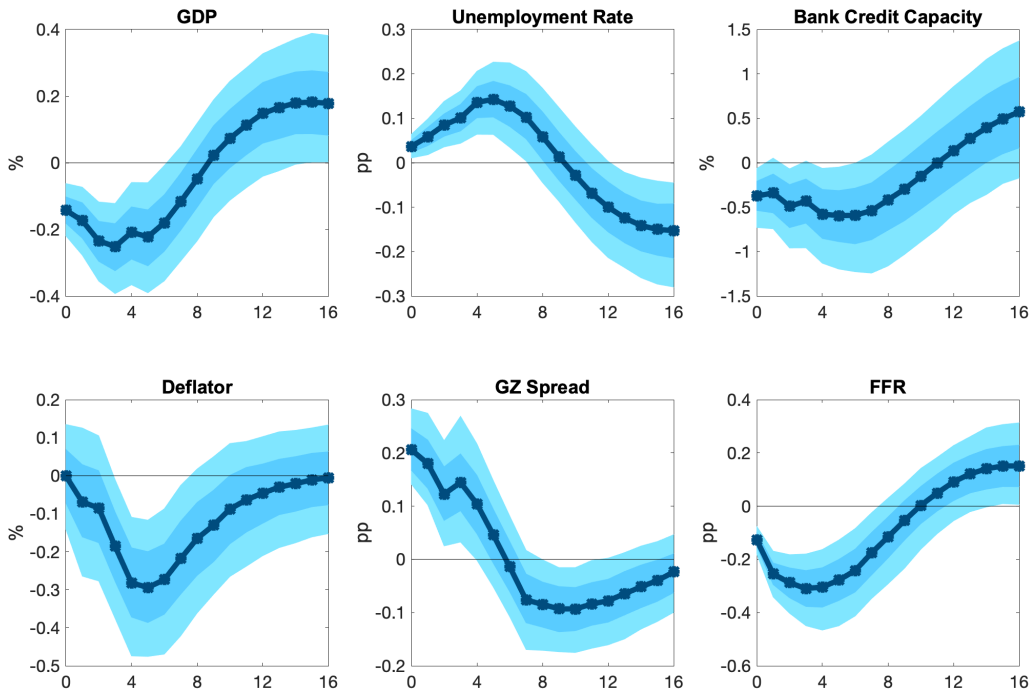 GDP
0.4
0.2
0
-0.2
-0.4
%
0 4 8 12 16
Unemployment Rate
0.3
0.2
0.1
0
-0.1
-0.2
-0.3
pp
0 4 8 12 16
Bank Credit Capacity
1.5
1
0.5
0
-0.5
-1
-1.5
%
0 4 8 12 16
Deflator
0.2
0.1
0
-0.1
-0.2
-0.3
-0.4
-0.5
%
0 4 8 12 16
GZ Spread
0.3
0.2
0.1
0
-0.1
-0.2
pp
0 4 8 12 16
FFR
0.4
0.2
0
-0.2
-0.4
-0.6
pp
0 4 8 12 16